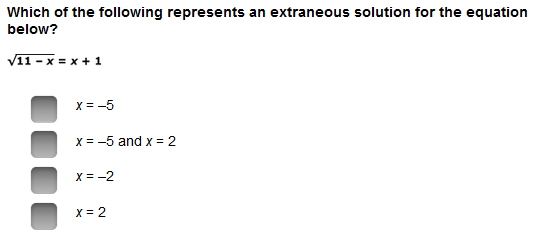 Which of the following represents an extraneous solution for the equation
below?
√11 – x = x + 1
x = –5
x = –5 and x = 2
x = –2
x = 2